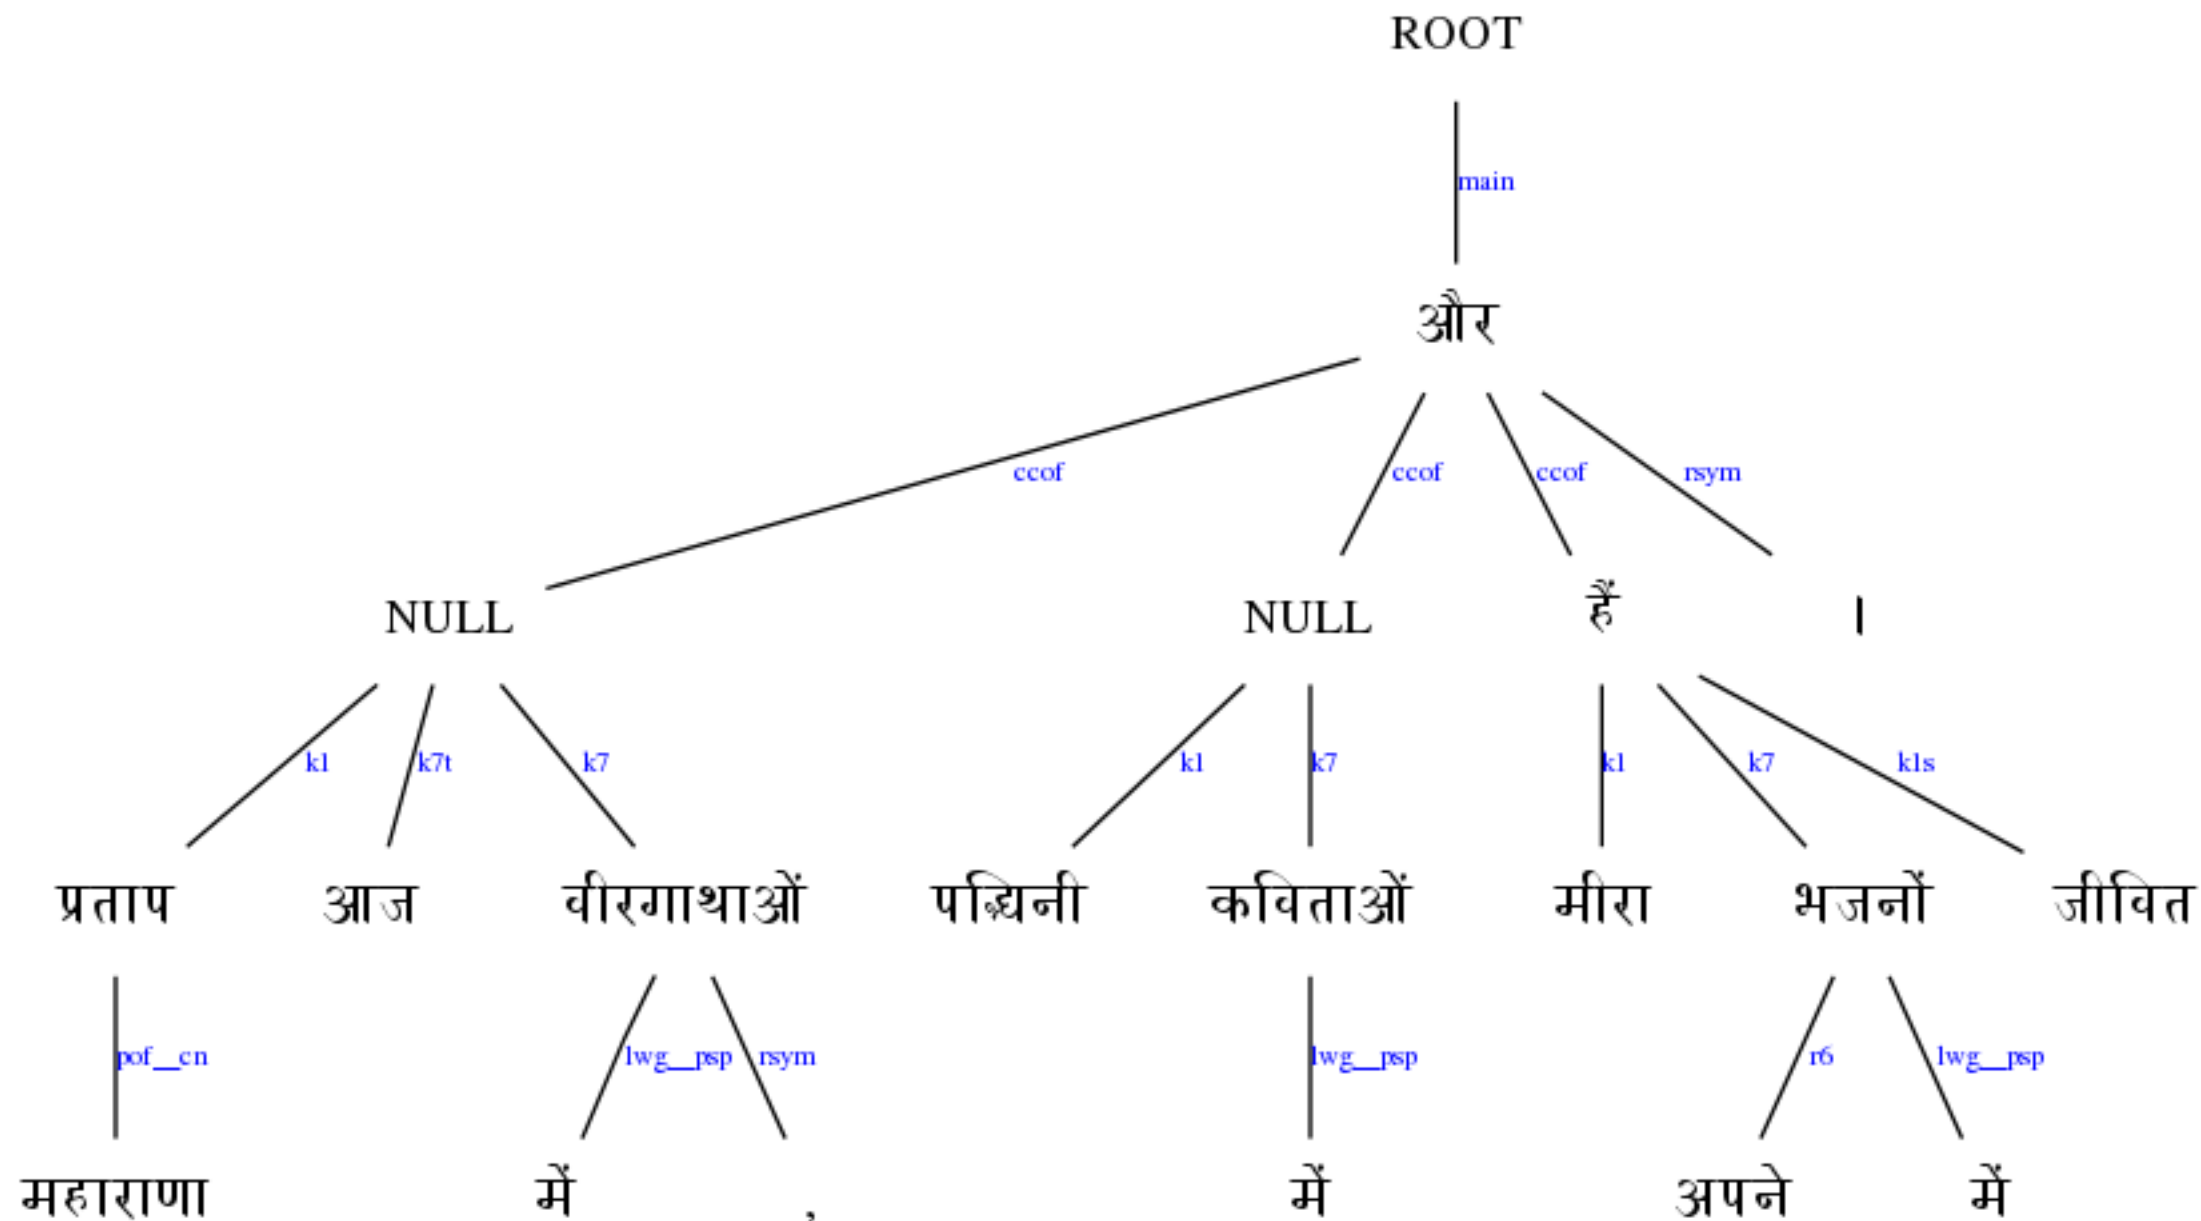 ROOT
main
और
ccof ccof ccof rsym
NULL NULL हैं ।
k1 k7t k7 k1 k7 k1 k7 k1s
प्रताप आज वीरगाथाओं पद्मिनी कविताओं मीरा भजनों जीवित
pof__cn lwg__psp rsym lwg__psp r6 lwg__psp
महाराणा में , में अपने में